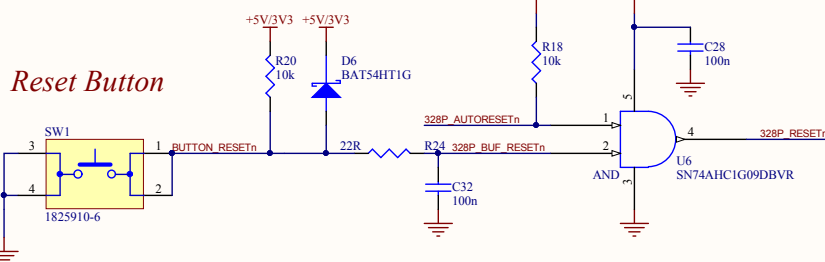 +5V/3V3 +5V/3V3
R20
10k
D6
BAT54HT1G
R18
10k
C28
100n
Reset Button
5
328P_AUTORESETn
1
SW1
3
1
BUTTON_RESETn
22R
R24
328P_BUF_RESETn
2
4
328P_RESETn
U6
AND
SN74AHC1G09DBVR
3
4
2
C32
100n
1825910-6